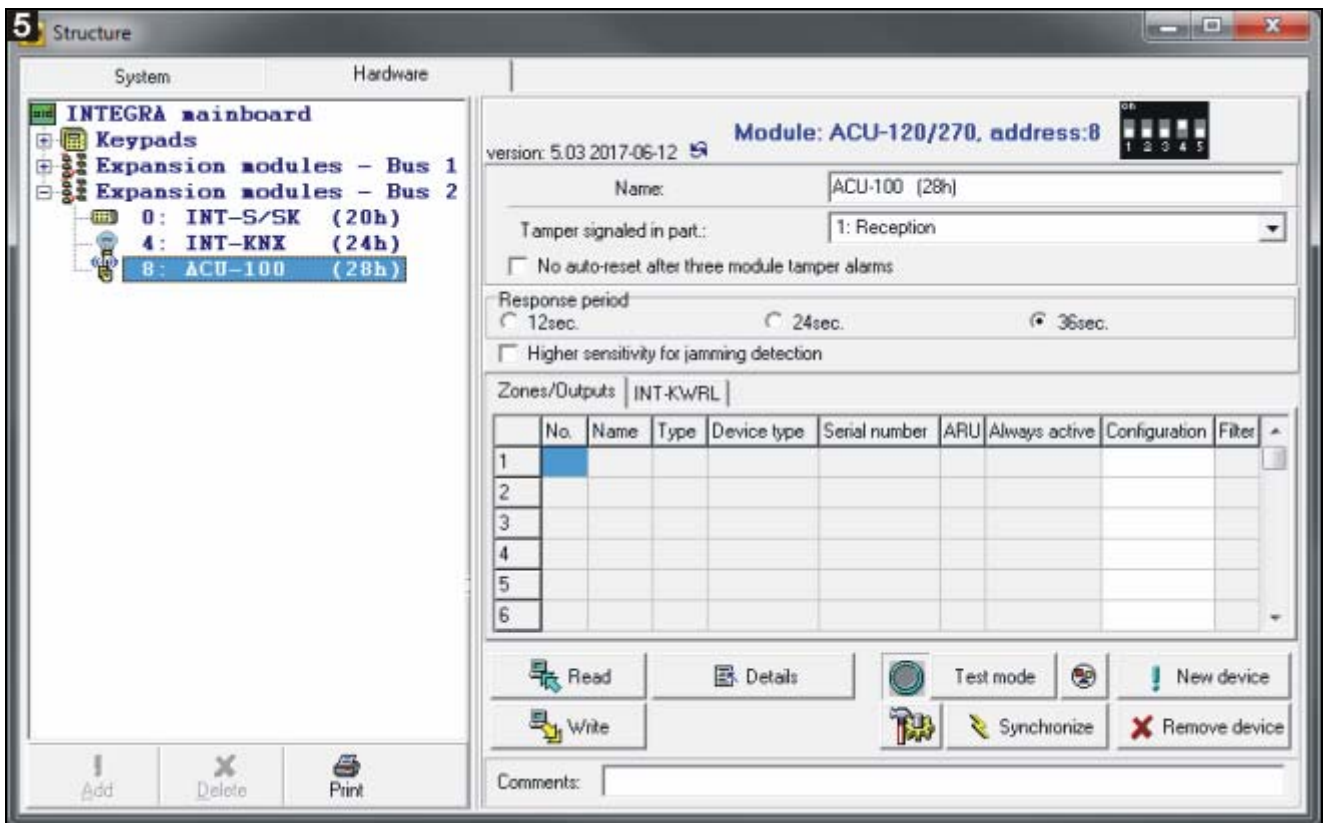 5 Structure
System Hardware
INTEGRA mainboard
Keypads
Expansion modules - Bus 1
Expansion modules - Bus 2
0: INT-S/SK (20h)
4: INT-KNX (24h)
8: ACU-100 (28h)
Add Delete Print
version: 5.03 2017-06-12 Module: ACU-120/270, address:8
on
1 2 3 4 5
Name: ACU-100 (28h)
Tamper signaled in part.: 1: Reception
No auto-reset after three module tamper alarms
Response period
12sec. 24sec. 36sec.
Higher sensitivity for jamming detection
Zones/Outputs INT-KWRL
No. Name Type Device type Serial number ARU Always active Configuration Filter
1
2
3
4
5
6
Read Details Test mode New device
Write Synchronize Remove device
Comments: